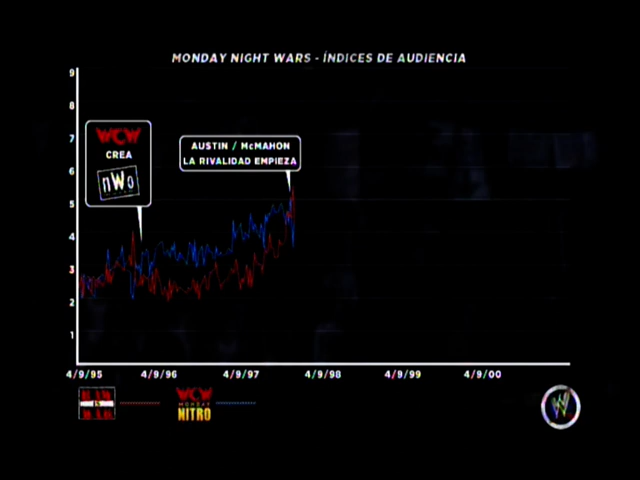 MONDAY NIGHT WARS - ÍNDICES DE AUDIENCIA
9
8
7
6
5
4
3
2
1
WCW
CREA
nWo
AUSTIN / McMAHON
LA RIVALIDAD EMPIEZA
4/9/95 4/9/96 4/9/97 4/9/98 4/9/99 4/9/00
WCW
MONDAY
NITRO
W